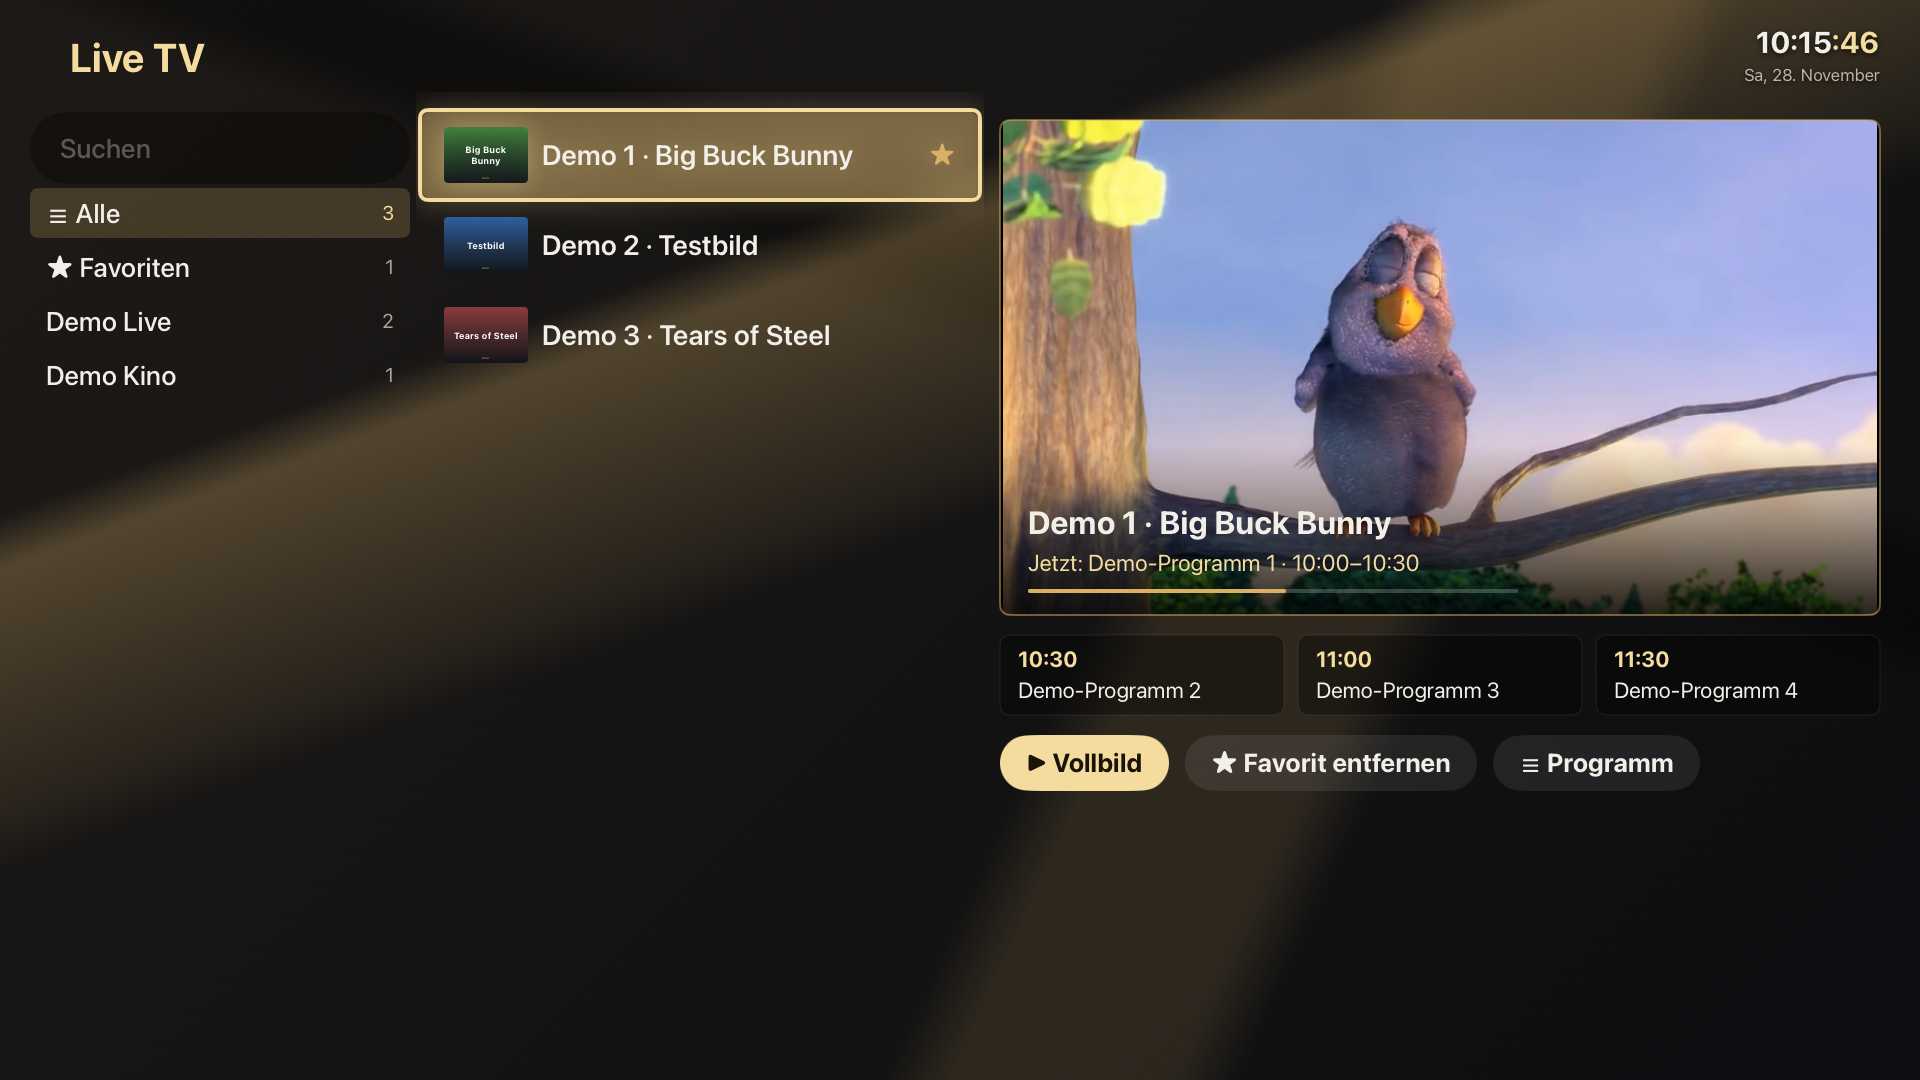 Live TV
10:15:46
Sa, 28. November
Suchen
Alle 3
Favoriten 1
Demo Live 2
Demo Kino 1
Big Buck
Bunny
Demo 1 · Big Buck Bunny
Testbild
Demo 2 · Testbild
Tears of Steel
Demo 3 · Tears of Steel
Demo 1 · Big Buck Bunny
Jetzt: Demo-Programm 1 · 10:00–10:30
10:30
Demo-Programm 2
11:00
Demo-Programm 3
11:30
Demo-Programm 4
Vollbild
Favorit entfernen
Programm